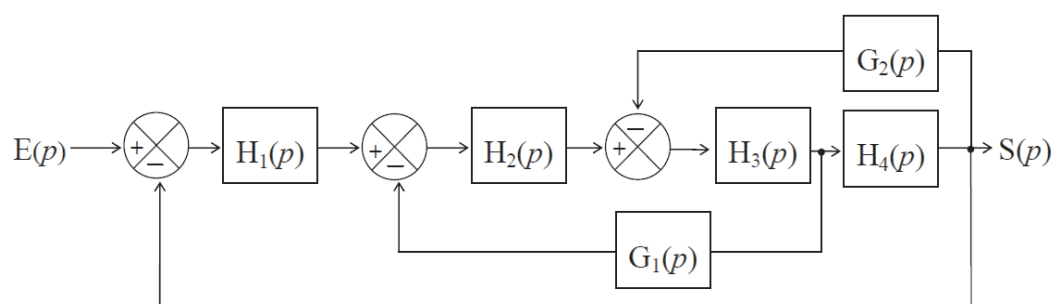 G₂(p)
E(p)
+
−
H₁(p)
+
−
H₂(p)
−
+
H₃(p)
H₄(p)
S(p)
G₁(p)